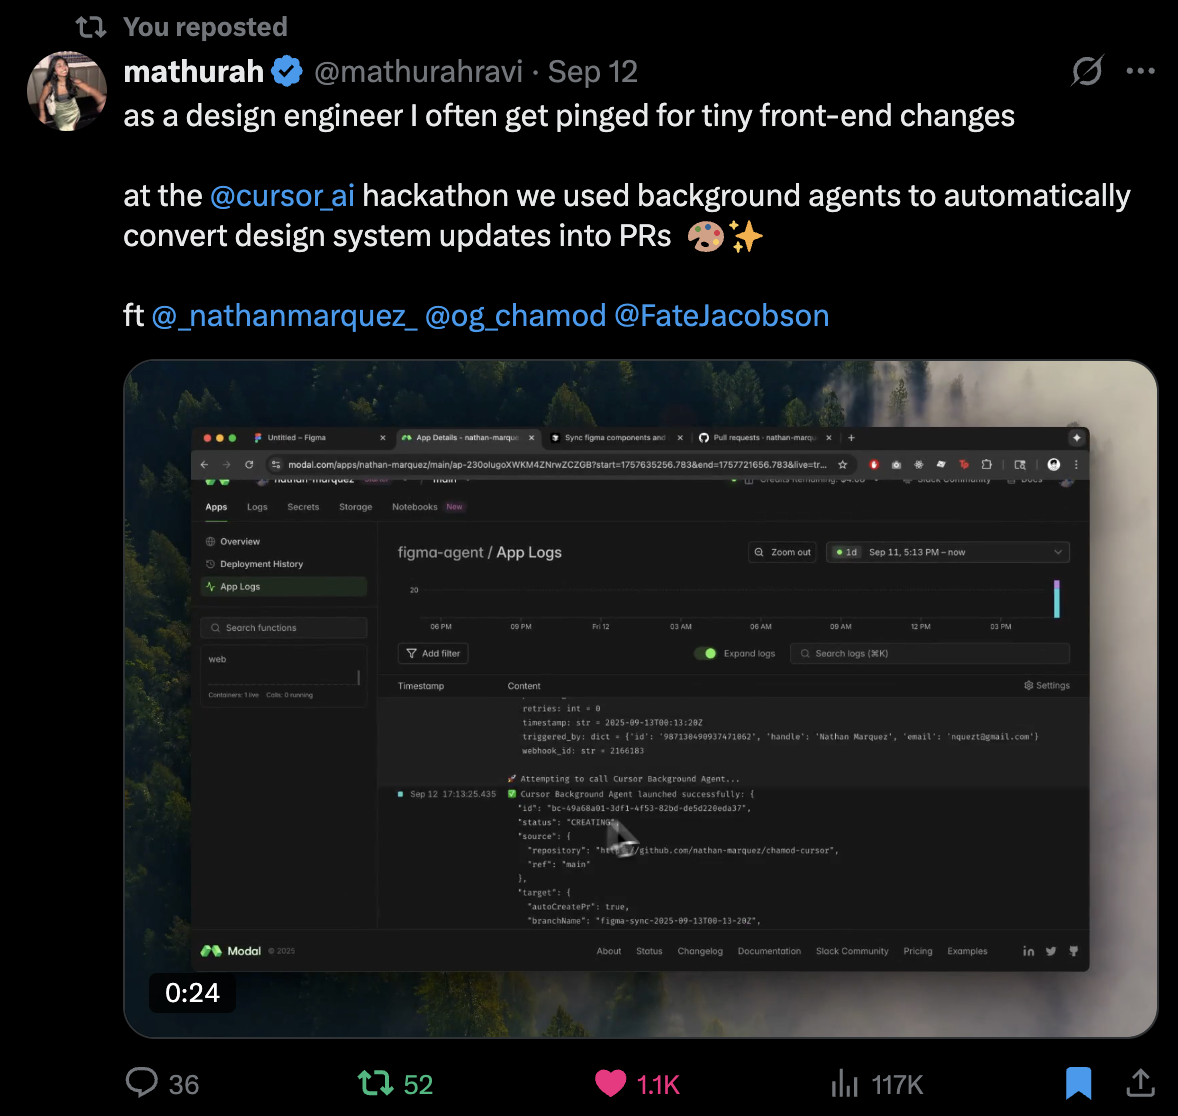 You reposted
mathurah @mathurahravi · Sep 12
as a design engineer I often get pinged for tiny front-end changes
at the @cursor_ai hackathon we used background agents to automatically
convert design system updates into PRs 🎨✨
ft @_nathanmarquez_ @og_chamod @FateJacobson
Untitled – Figma
App Details - nathan-marque
Sync figma components and
Pull requests · nathan-marqu
modal.com/apps/nathan-marquez/main/ap-230olugoXWKM4ZNrwZCZGB?start=1757635256.783&end=1757721656.783&live=tr...
nathan-marquez
main
Slack Community
Docs
Apps Logs Secrets Storage Notebooks New
Overview
Deployment History
App Logs
Search functions
web
Containers: 1 live Calls: 0 running
figma-agent / App Logs
Zoom out
1d Sep 11, 5:13 PM – now
20
06 PM 09 PM Fri 12 03 AM 06 AM 09 AM 12 PM 03 PM
Add filter
Expand logs
Search logs (⌘K)
Timestamp Content Settings
retries: int = 0
timestamp: str = 2025-09-13T00:13:20Z
triggered_by: dict = {'id': '987130490937471062', 'handle': 'Nathan Marquez', 'email': 'nquezt@gmail.com'}
webhook_id: str = 2166183
🚀 Attempting to call Cursor Background Agent...
Sep 12 17:13:25.435 ✅ Cursor Background Agent launched successfully: {
"id": "bc-49a68a01-3df1-4f53-82bd-de5d220eda37",
"status": "CREATING",
"source": {
"repository": "https://github.com/nathan-marquez/chamod-cursor",
"ref": "main"
},
"target": {
"autoCreatePr": true,
"branchName": "figma-sync-2025-09-13T00-13-20Z",
Modal © 2025
About Status Changelog Documentation Slack Community Pricing Examples
0:24
36 52 1.1K 117K